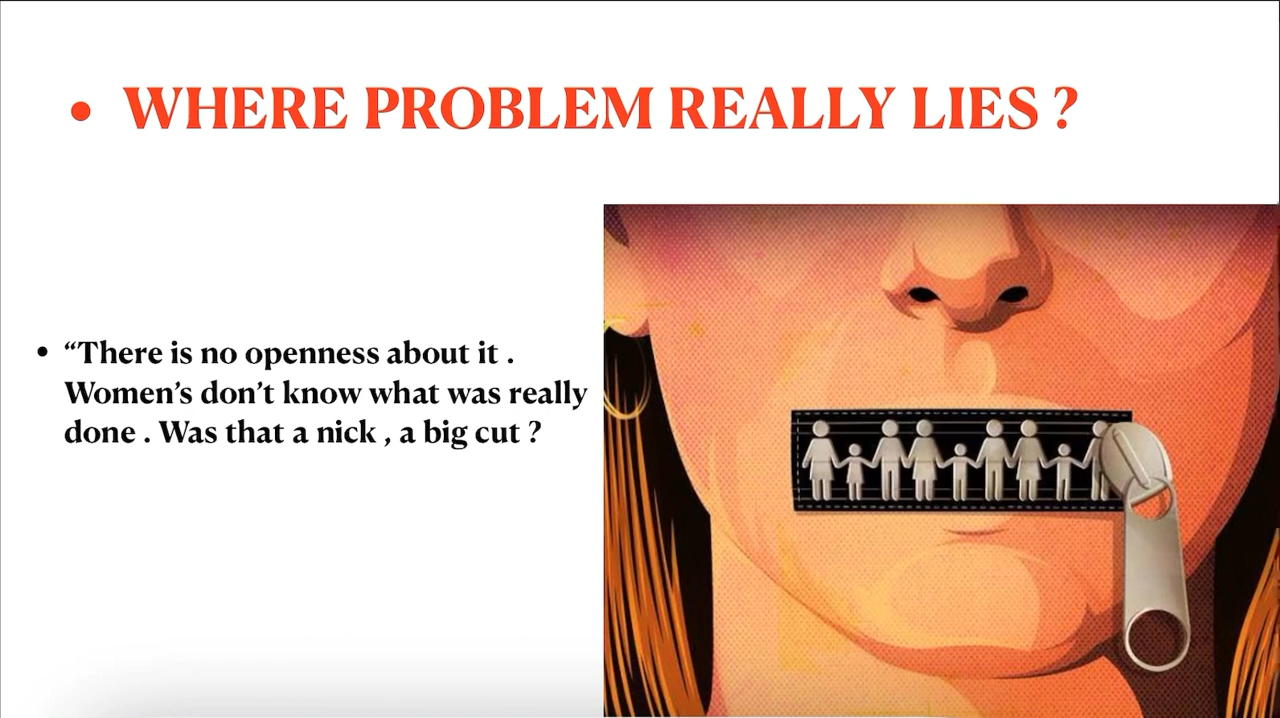 • WHERE PROBLEM REALLY LIES ?
• “There is no openness about it .
Women’s don’t know what was really
done . Was that a nick , a big cut ?